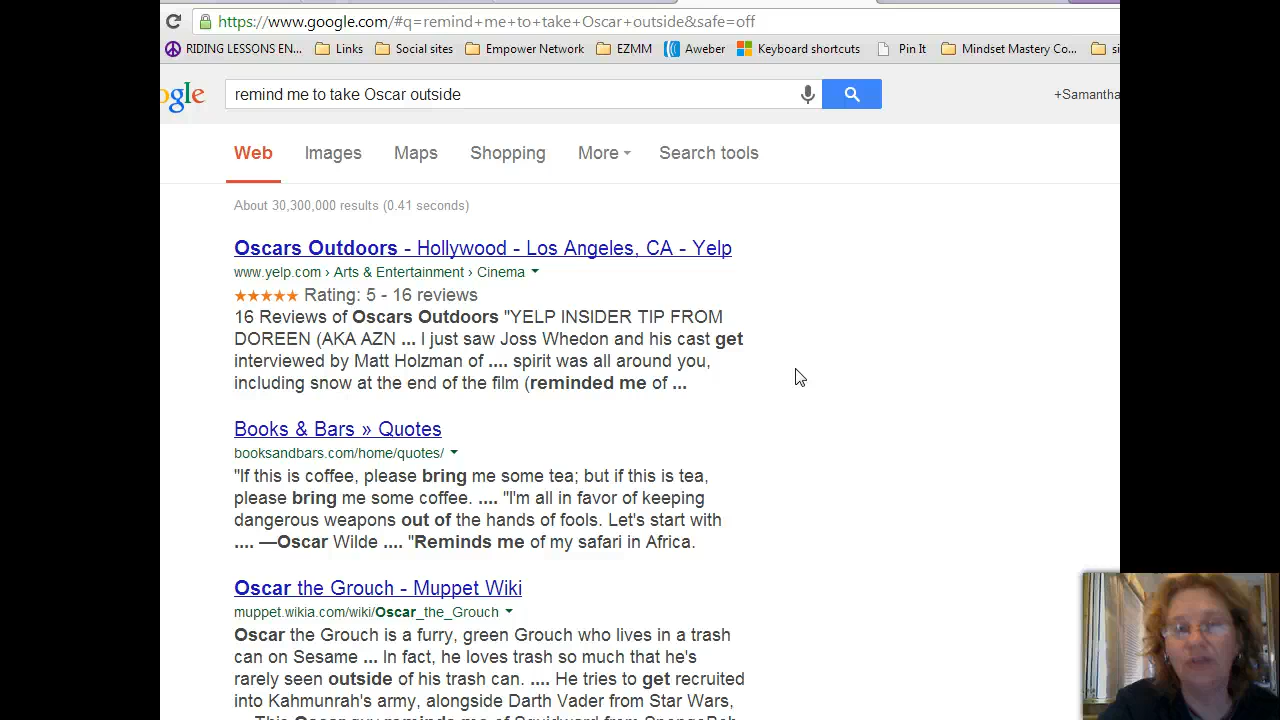 https://www.google.com/#q=remind+me+to+take+Oscar+outside&safe=off
RIDING LESSONS EN... Links Social sites Empower Network EZMM Aweber Keyboard shortcuts Pin It Mindset Mastery Co... si
ogle remind me to take Oscar outside +Samantha
Web Images Maps Shopping More Search tools
About 30,300,000 results (0.41 seconds)
Oscars Outdoors - Hollywood - Los Angeles, CA - Yelp
www.yelp.com › Arts & Entertainment › Cinema
★★★★★ Rating: 5 - 16 reviews
16 Reviews of Oscars Outdoors "YELP INSIDER TIP FROM
DOREEN (AKA AZN ... I just saw Joss Whedon and his cast get
interviewed by Matt Holzman of .... spirit was all around you,
including snow at the end of the film (reminded me of ...
Books & Bars » Quotes
booksandbars.com/home/quotes/
"If this is coffee, please bring me some tea; but if this is tea,
please bring me some coffee. .... "I'm all in favor of keeping
dangerous weapons out of the hands of fools. Let's start with
.... —Oscar Wilde .... "Reminds me of my safari in Africa.
Oscar the Grouch - Muppet Wiki
muppet.wikia.com/wiki/Oscar_the_Grouch
Oscar the Grouch is a furry, green Grouch who lives in a trash
can on Sesame ... In fact, he loves trash so much that he's
rarely seen outside of his trash can. .... He tries to get recruited
into Kahmunrah's army, alongside Darth Vader from Star Wars,
...This Oscar guy reminds me of Squidward from SpongeBob